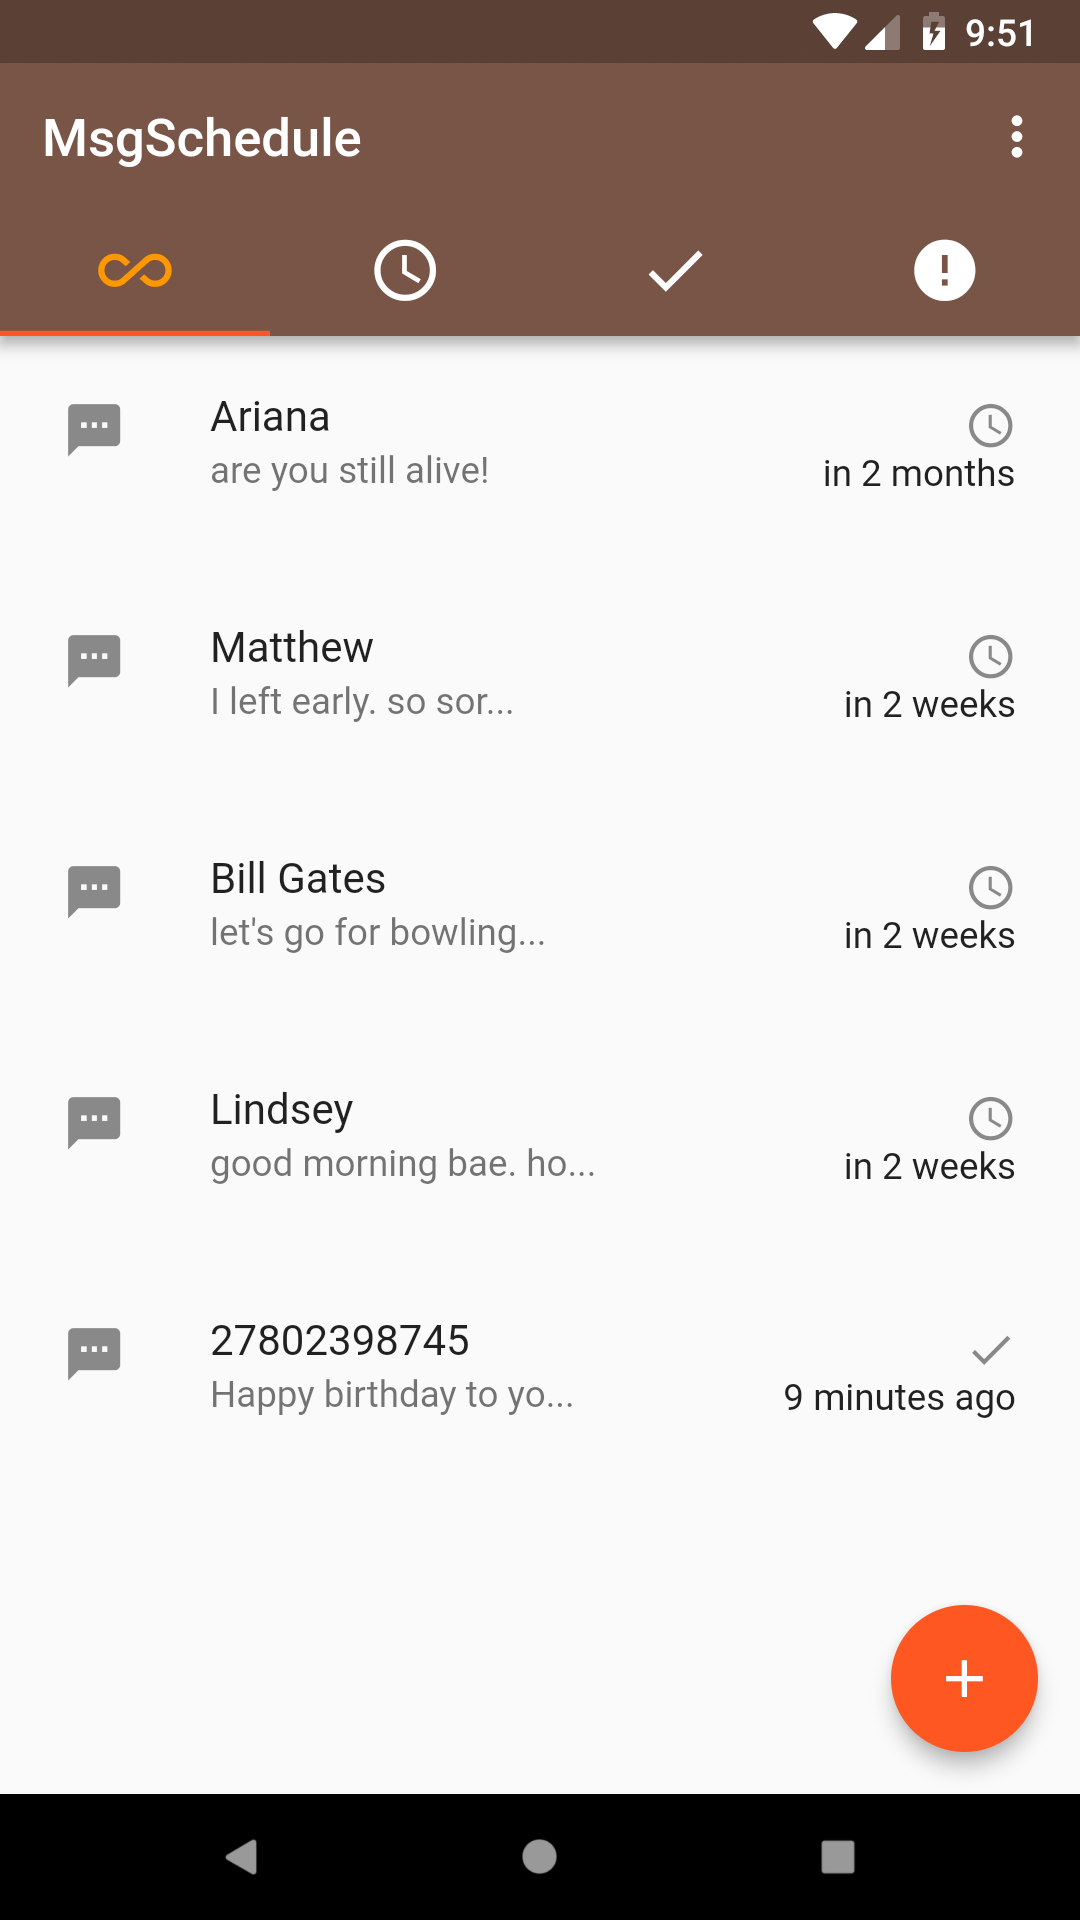 9:51
MsgSchedule
Ariana
are you still alive!
in 2 months
Matthew
I left early. so sor...
in 2 weeks
Bill Gates
let's go for bowling...
in 2 weeks
Lindsey
good morning bae. ho...
in 2 weeks
27802398745
Happy birthday to yo...
9 minutes ago